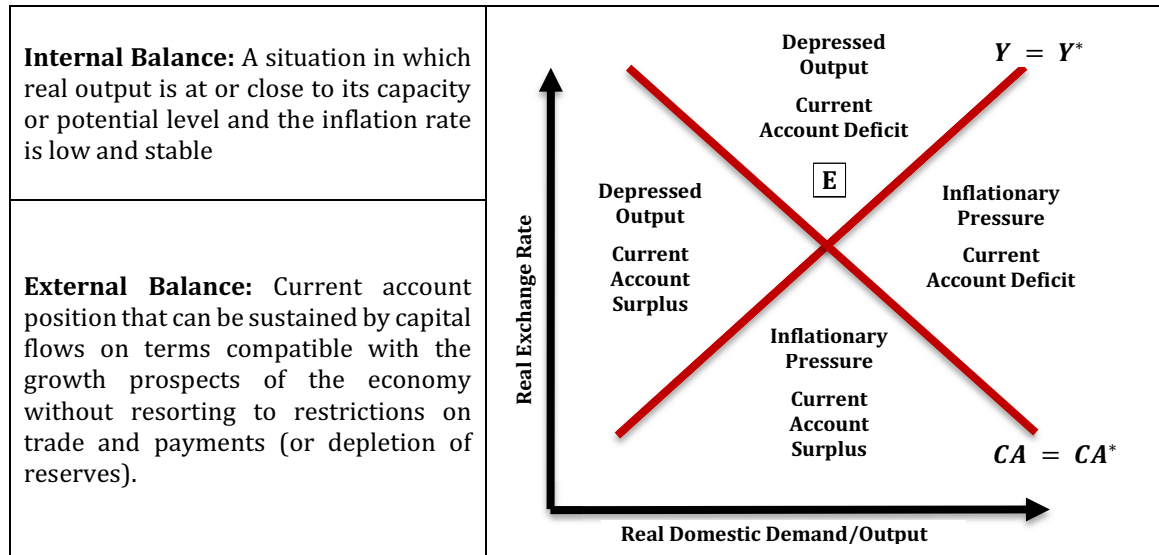 Internal Balance: A situation in which
real output is at or close to its capacity
or potential level and the inflation rate
is low and stable
External Balance: Current account
position that can be sustained by capital
flows on terms compatible with the
growth prospects of the economy
without resorting to restrictions on
trade and payments (or depletion of
reserves).
Real Exchange Rate
Depressed
Output
Current
Account Deficit
Y = Y*
E
Depressed
Output
Current
Account
Surplus
Inflationary
Pressure
Current
Account Deficit
Inflationary
Pressure
Current
Account
Surplus
CA = CA*
Real Domestic Demand/Output